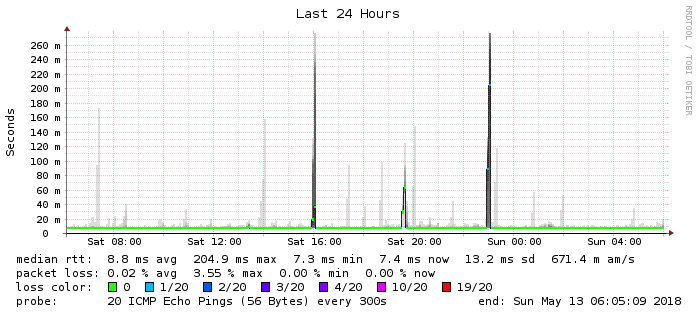 Last 24 Hours
RRDTOOL / TOBI OETIKER
Seconds
260 m
240 m
220 m
200 m
180 m
160 m
140 m
120 m
100 m
80 m
60 m
40 m
20 m
0
Sat 08:00 Sat 12:00 Sat 16:00 Sat 20:00 Sun 00:00 Sun 04:00
median rtt: 8.8 ms avg 204.9 ms max 7.3 ms min 7.4 ms now 13.2 ms sd 671.4 m am/s
packet loss: 0.02 % avg 3.55 % max 0.00 % min 0.00 % now
loss color: 0 1/20 2/20 3/20 4/20 10/20 19/20
probe: 20 ICMP Echo Pings (56 Bytes) every 300s end: Sun May 13 06:05:09 2018